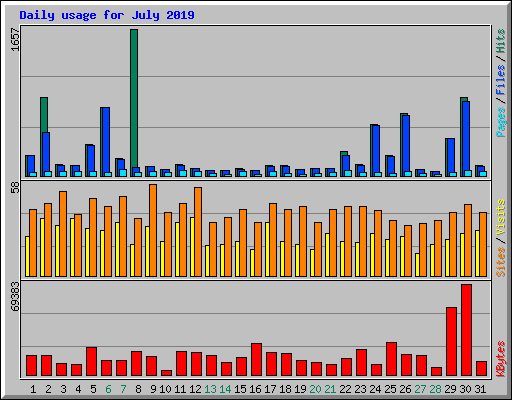 Daily usage for July 2019
1657
Pages / Files / Hits
58
Sites / Visits
69383
KBytes
1 2 3 4 5 6 7 8 9 10 11 12 13 14 15 16 17 18 19 20 21 22 23 24 25 26 27 28 29 30 31